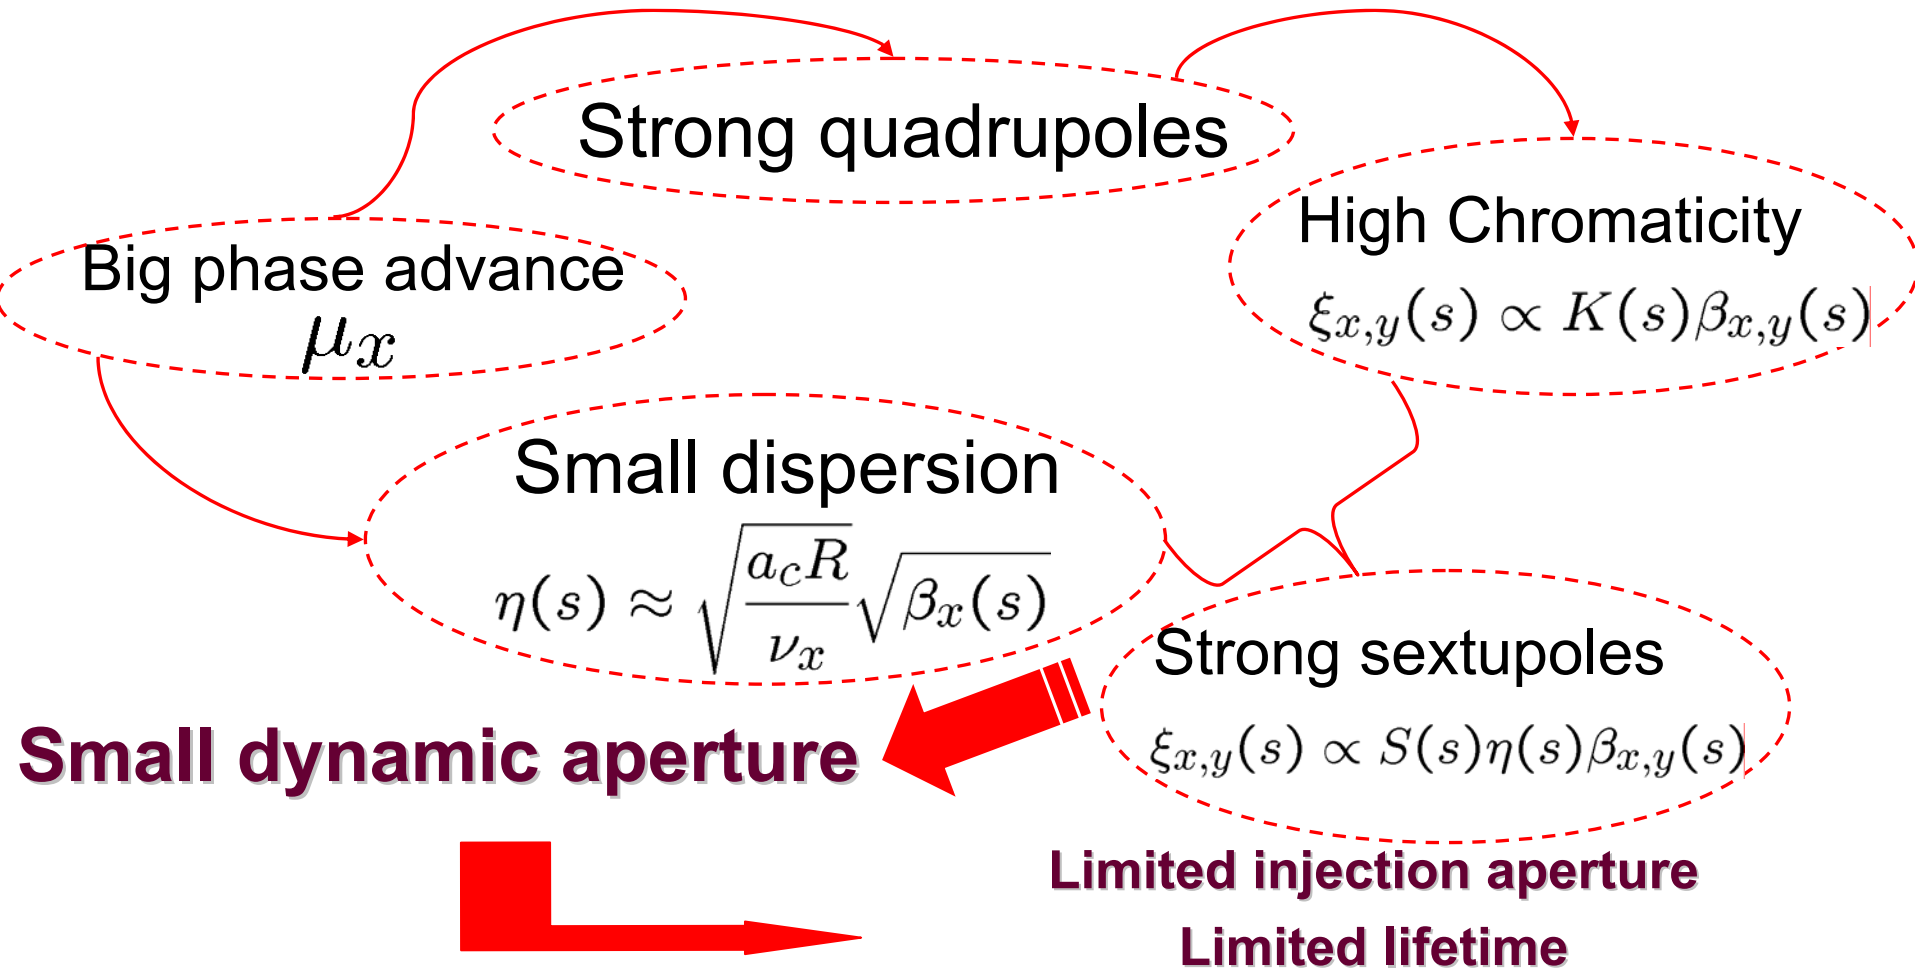 Strong quadrupoles
High Chromaticity
ξx,y(s) ∝ K(s)βx,y(s)
Big phase advance
μx
Small dispersion
η(s) ≈ √(acR/νx) √(βx(s))
Strong sextupoles
ξx,y(s) ∝ S(s)η(s)βx,y(s)
Small dynamic aperture
Limited injection aperture
Limited lifetime